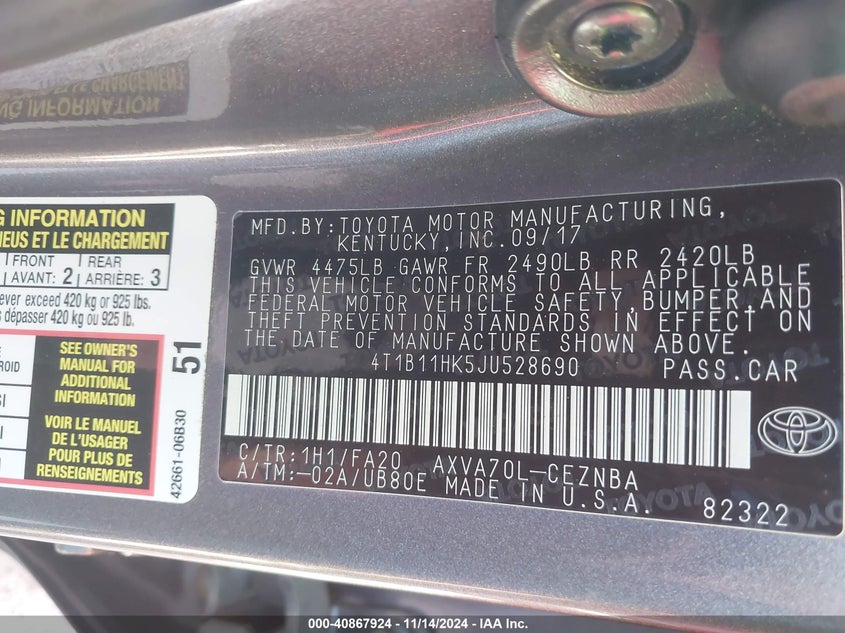 G INFORMATION
NEUS ET LE CHARGEMENT
FRONT REAR
AVANT: 2 ARRIÈRE: 3
ever exceed 420 kg or 925 lbs.
s dépasser 420 kg ou 925 lb.
SEE OWNER'S
MANUAL FOR
ADDITIONAL
INFORMATION
VOIR LE MANUEL
DE L'USAGER
POUR PLUS DE
RENSEIGNEMENTS
51
42661-06B30
MFD.BY:TOYOTA MOTOR MANUFACTURING,
KENTUCKY,INC.09/17
GVWR 4475LB GAWR FR 2490LB RR 2420LB
THIS VEHICLE CONFORMS TO ALL APPLICABLE
FEDERAL MOTOR VEHICLE SAFETY,BUMPER,AND
THEFT PREVENTION STANDARDS IN EFFECT ON
THE DATE OF MANUFACTURE SHOWN ABOVE.
4T1B11HK5JU528690 PASS.CAR
C/TR:1H1/FA20 AXVA70L-CEZNBA
A/TM:-02A/UB80E MADE IN U.S.A.
82322
000-40867924 - 11/14/2024 - IAA Inc.